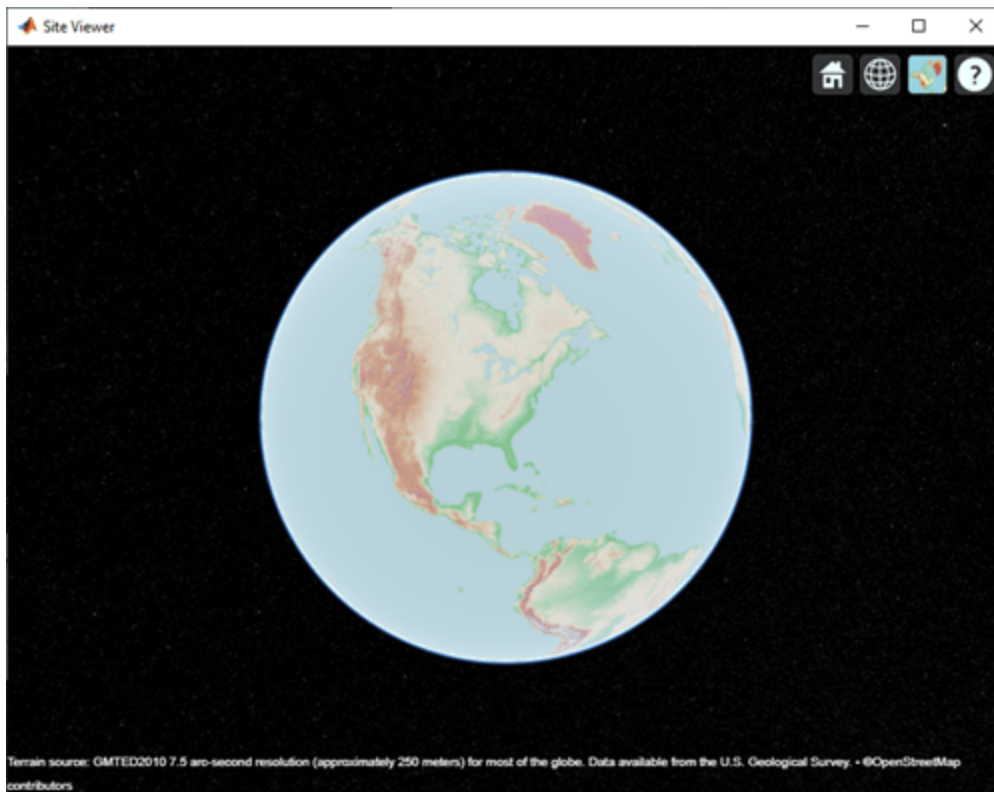 Site Viewer
?
Terrain source: GMTED2010 7.5 arc-second resolution (approximately 250 meters) for most of the globe. Data available from the U.S. Geological Survey. • ©OpenStreetMap
contributors